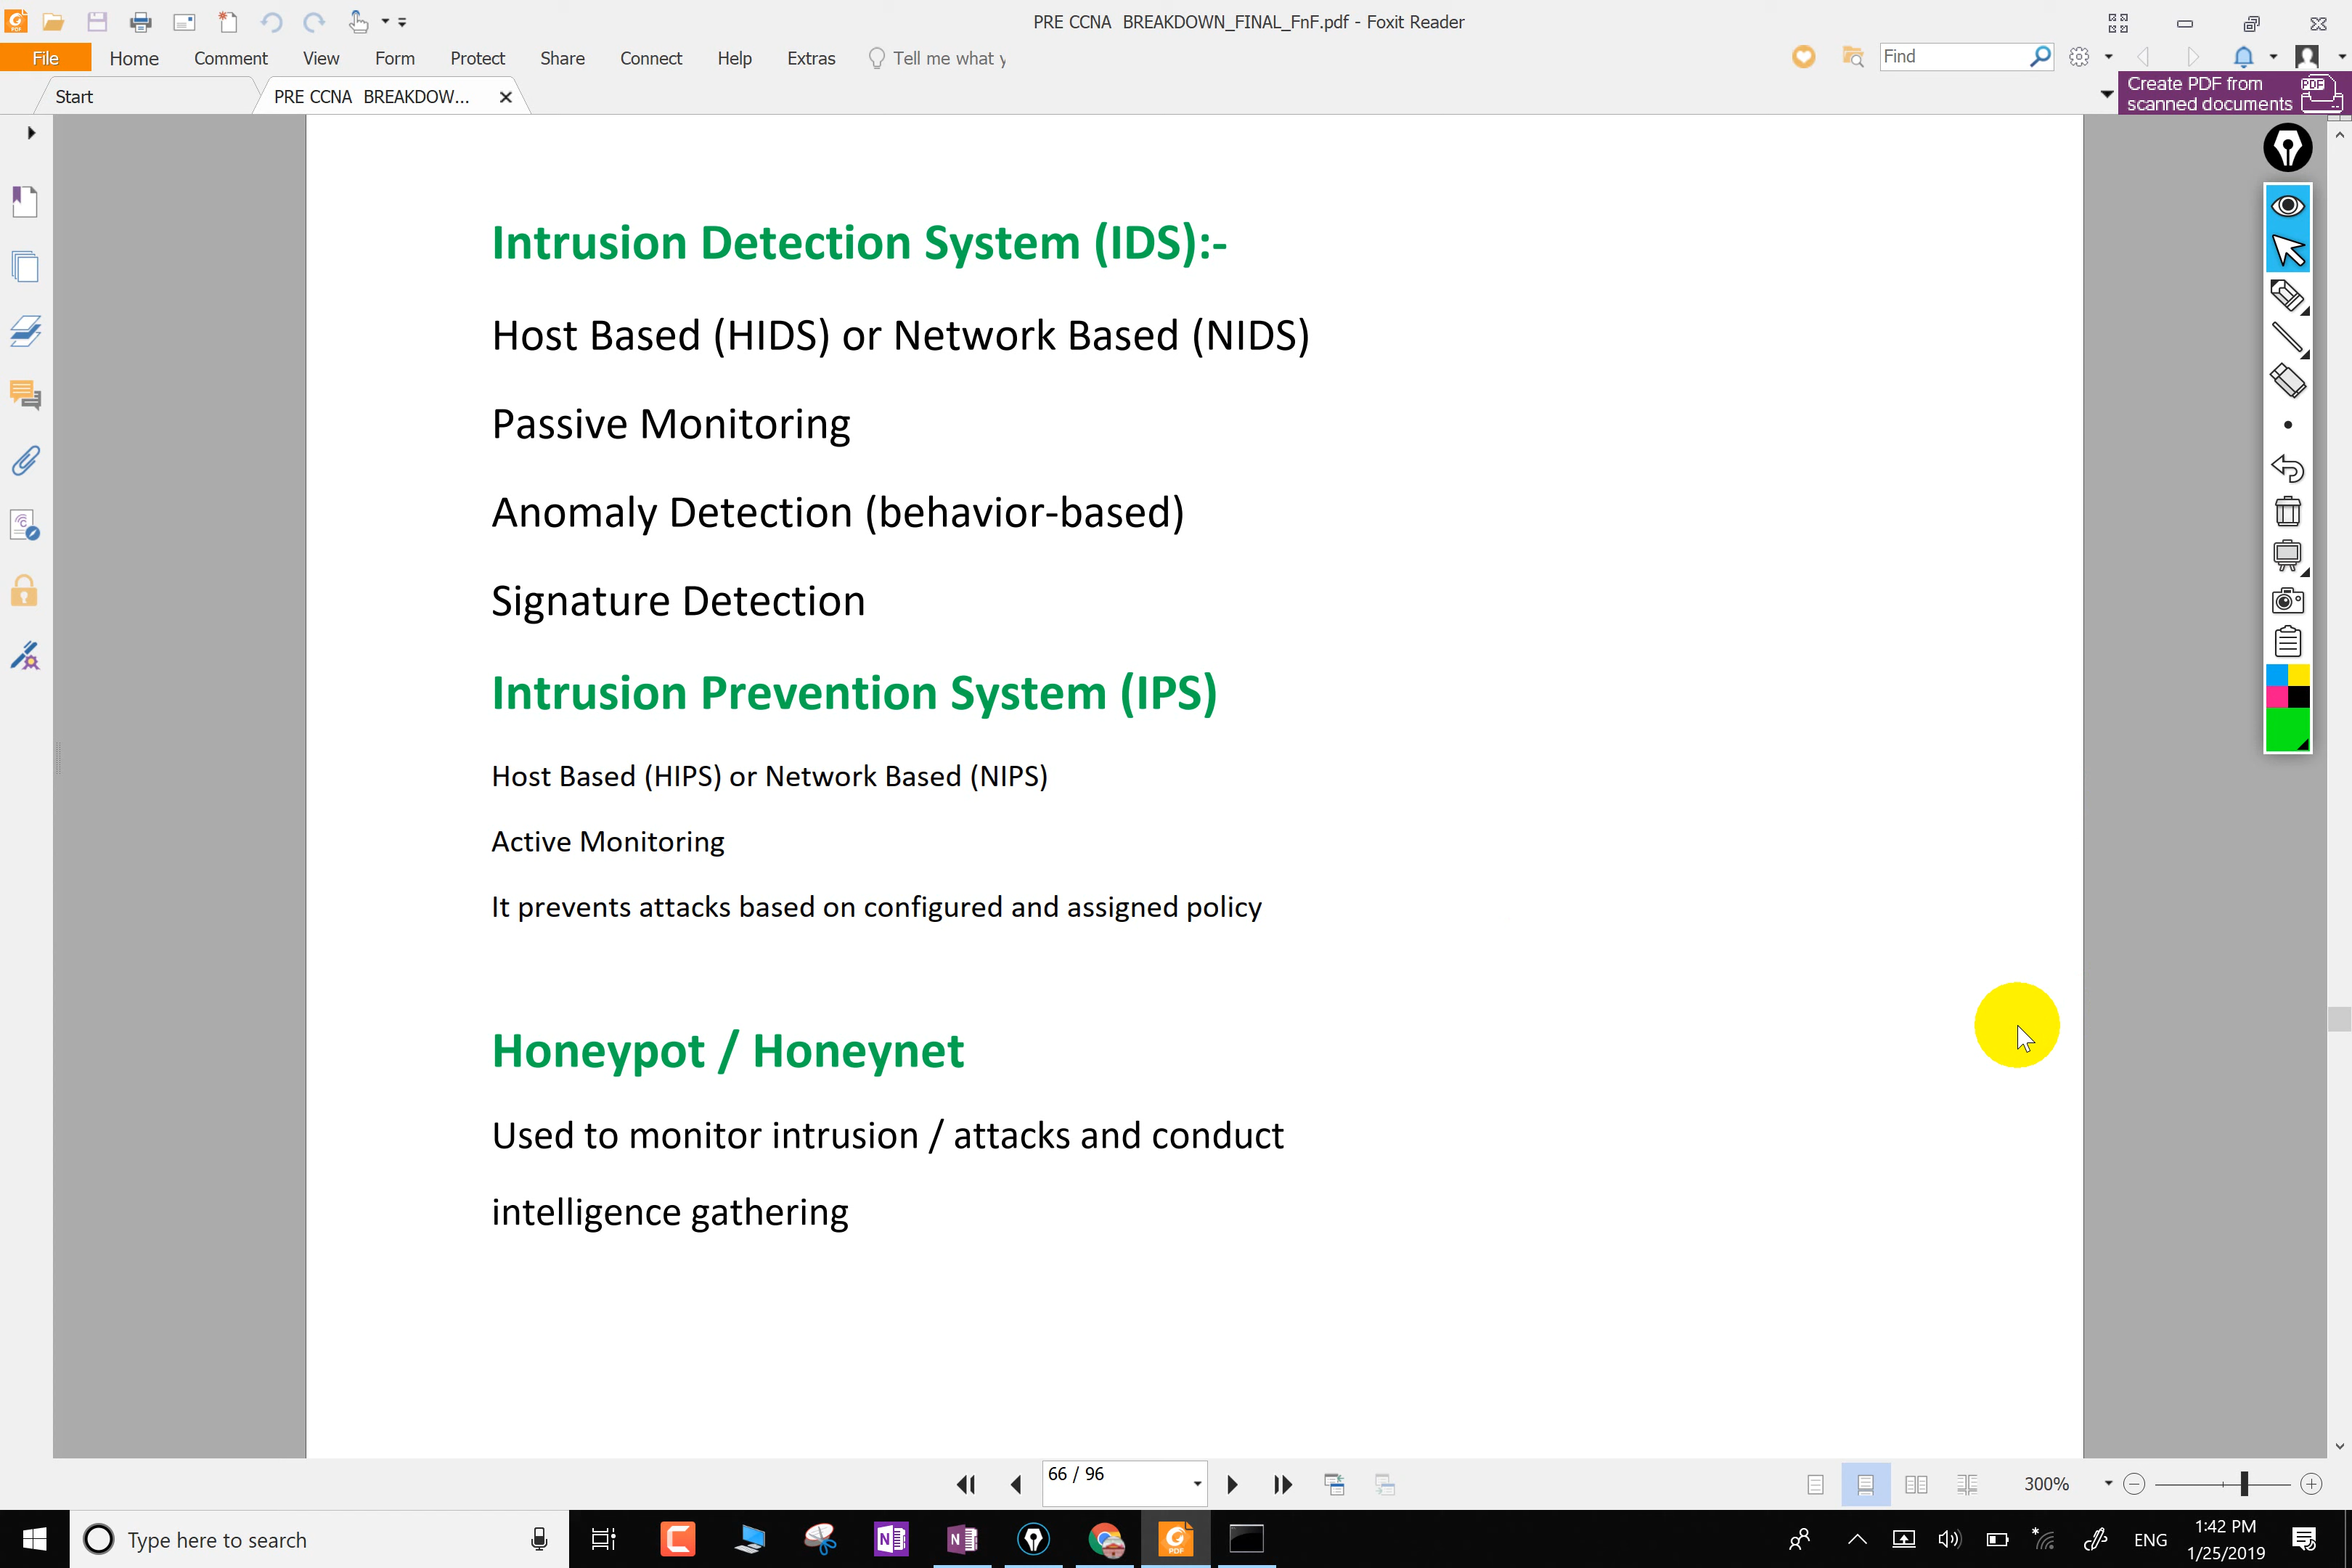 PRE CCNA BREAKDOWN_FINAL_FnF.pdf - Foxit Reader
File Home Comment View Form Protect Share Connect Help Extras Tell me what y
Find
Start
PRE CCNA BREAKDOW...
Create PDF from
scanned documents
Intrusion Detection System (IDS):-
Host Based (HIDS) or Network Based (NIDS)
Passive Monitoring
Anomaly Detection (behavior-based)
Signature Detection
Intrusion Prevention System (IPS)
Host Based (HIPS) or Network Based (NIPS)
Active Monitoring
It prevents attacks based on configured and assigned policy
Honeypot / Honeynet
Used to monitor intrusion / attacks and conduct
intelligence gathering
66 / 96
300%
Type here to search
ENG
1:42 PM
1/25/2019